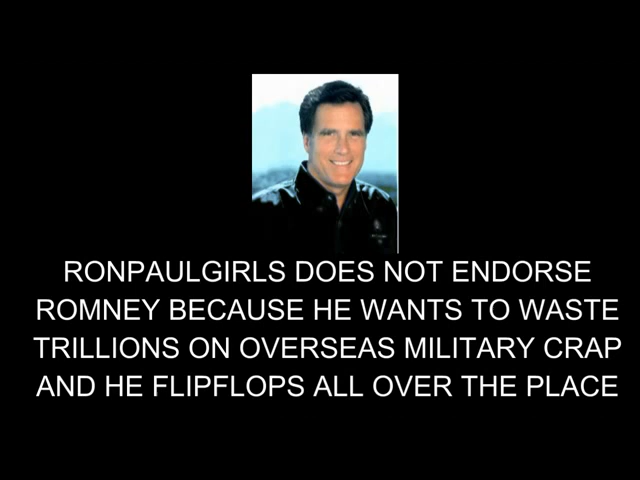 RONPAULGIRLS DOES NOT ENDORSE
ROMNEY BECAUSE HE WANTS TO WASTE
TRILLIONS ON OVERSEAS MILITARY CRAP
AND HE FLIPFLOPS ALL OVER THE PLACE